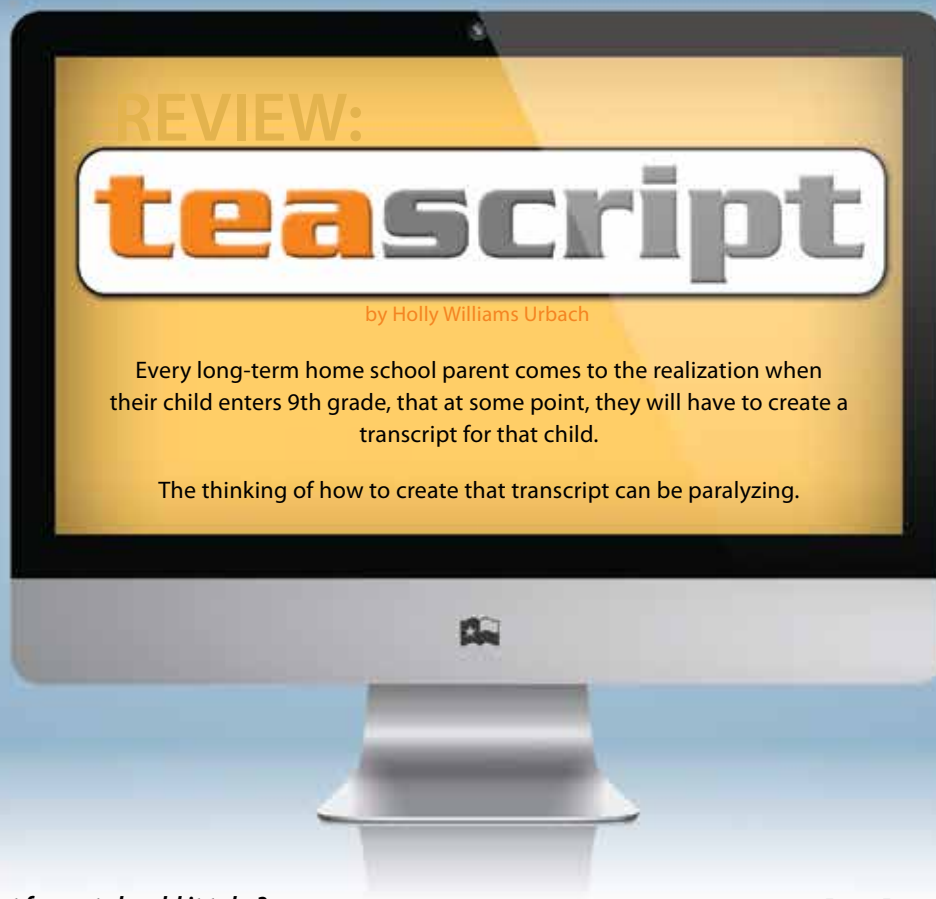 REVIEW:
teascript
by Holly Williams Urbach
Every long-term home school parent comes to the realization when
their child enters 9th grade, that at some point, they will have to create a
transcript for that child.
The thinking of how to create that transcript can be paralyzing.